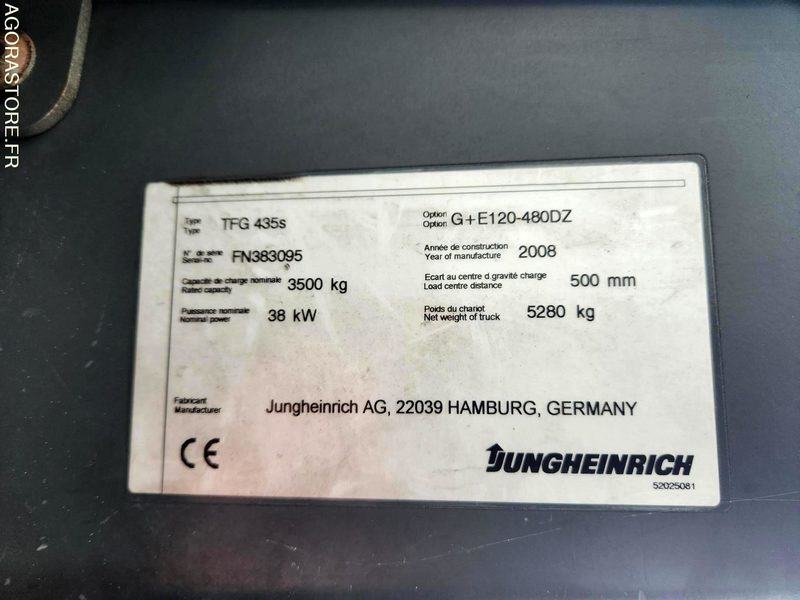 AGORASTORE.FR
Type
Type
TFG 435s
Option
Option
G+E120-480DZ
N° de série
Serial-no.
FN383095
Année de construction
Year of manufacture
2008
Capacité de charge nominale
Rated capacity
3500 kg
Ecart au centre d.gravité charge
Load centre distance
500 mm
Puissance nominale
Nominal power
38 kW
Poids du chariot
Net weight of truck
5280 kg
Fabricant
Manufacturer
Jungheinrich AG, 22039 HAMBURG, GERMANY
CE
JUNGHEINRICH
52025081